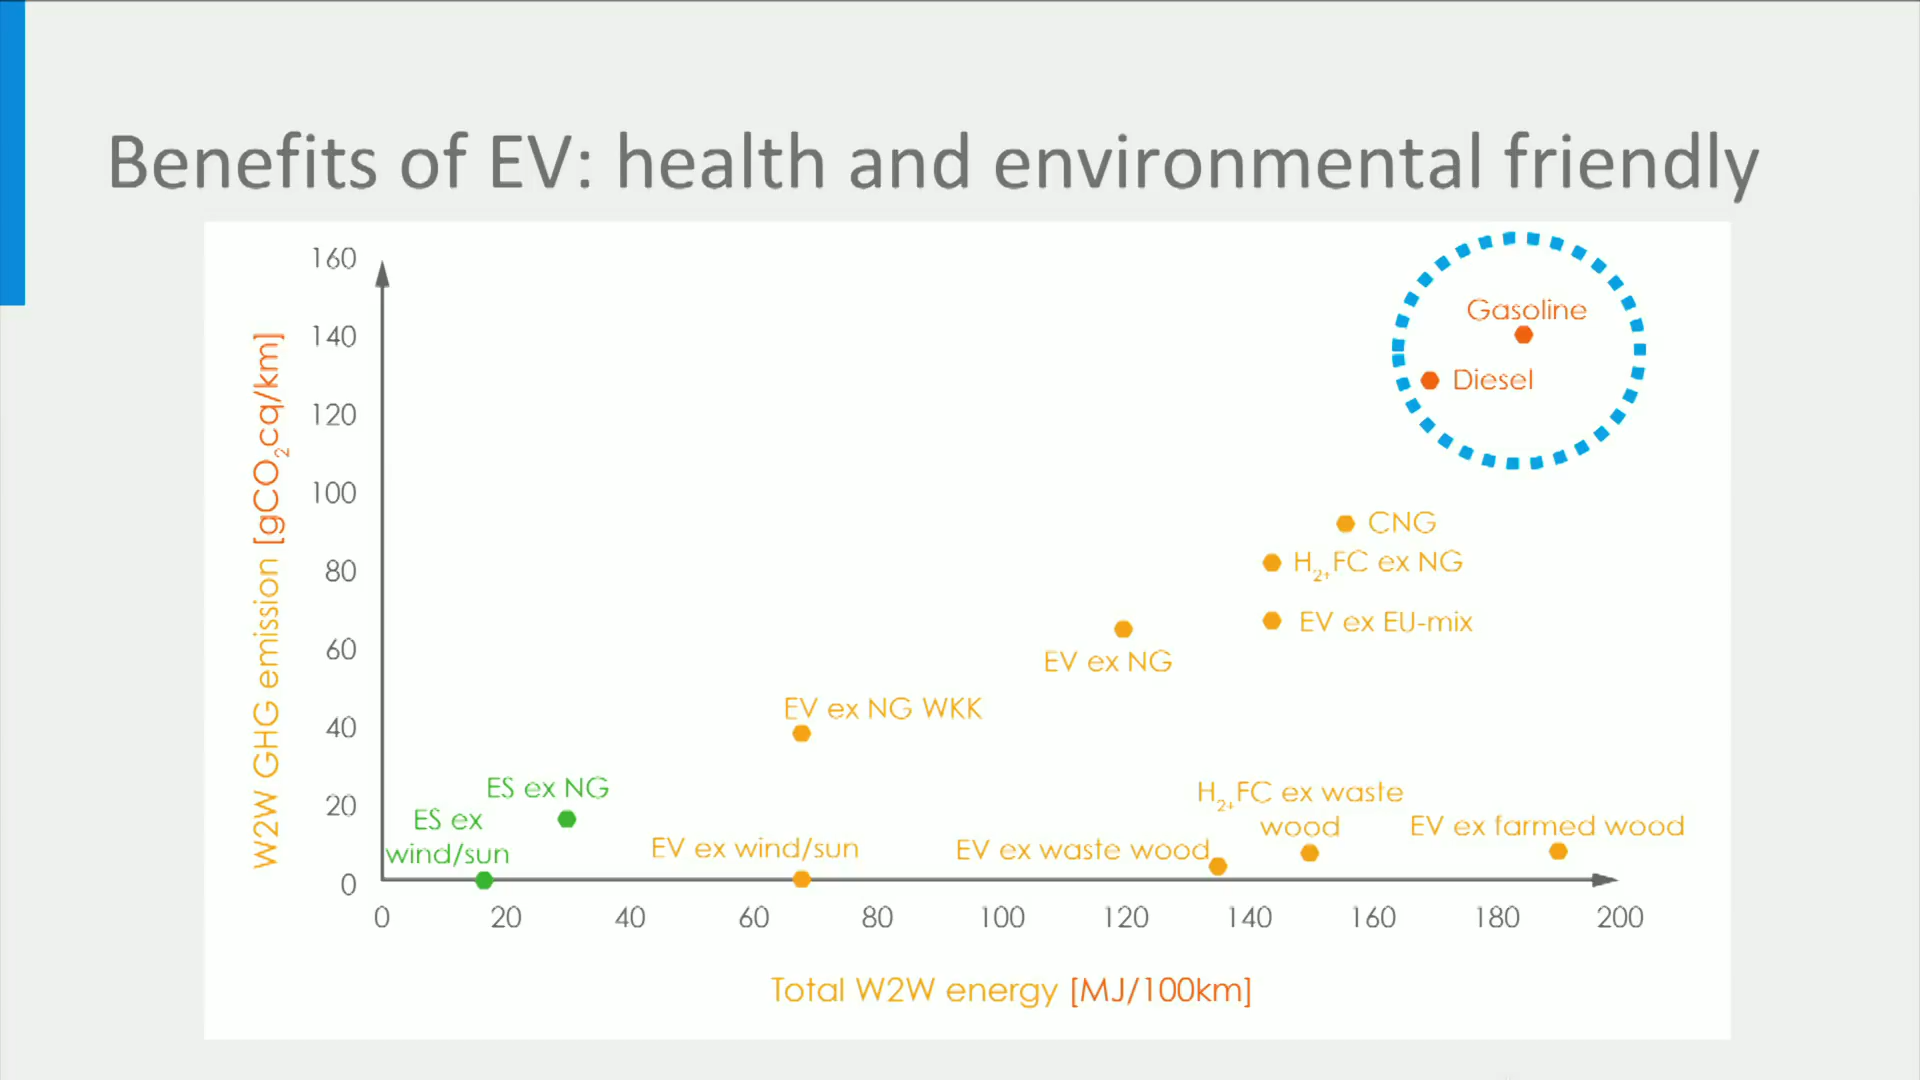 Benefits of EV: health and environmental friendly
160
140
120
100
80
60
40
20
0
W2W GHG emission [gCO2cq/km]
Gasoline
Diesel
CNG
H2+FC ex NG
EV ex EU-mix
EV ex NG
EV ex NG WKK
ES ex NG
ES ex
wind/sun
EV ex wind/sun
EV ex waste wood
H2+FC ex waste
wood
EV ex farmed wood
0 20 40 60 80 100 120 140 160 180 200
Total W2W energy [MJ/100km]